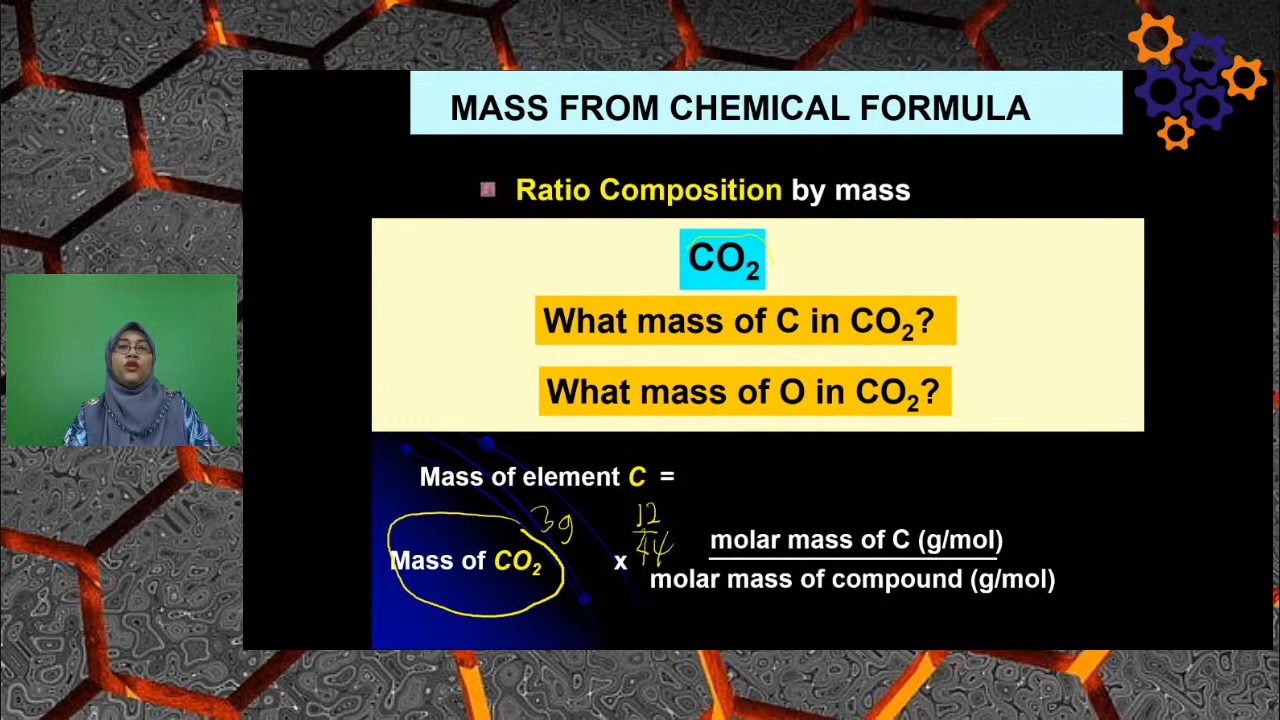 MASS FROM CHEMICAL FORMULA
Ratio Composition by mass
CO₂
What mass of C in CO₂?
What mass of O in CO₂?
Mass of element C =
3g
12
44
Mass of CO₂ x
molar mass of C (g/mol)
molar mass of compound (g/mol)